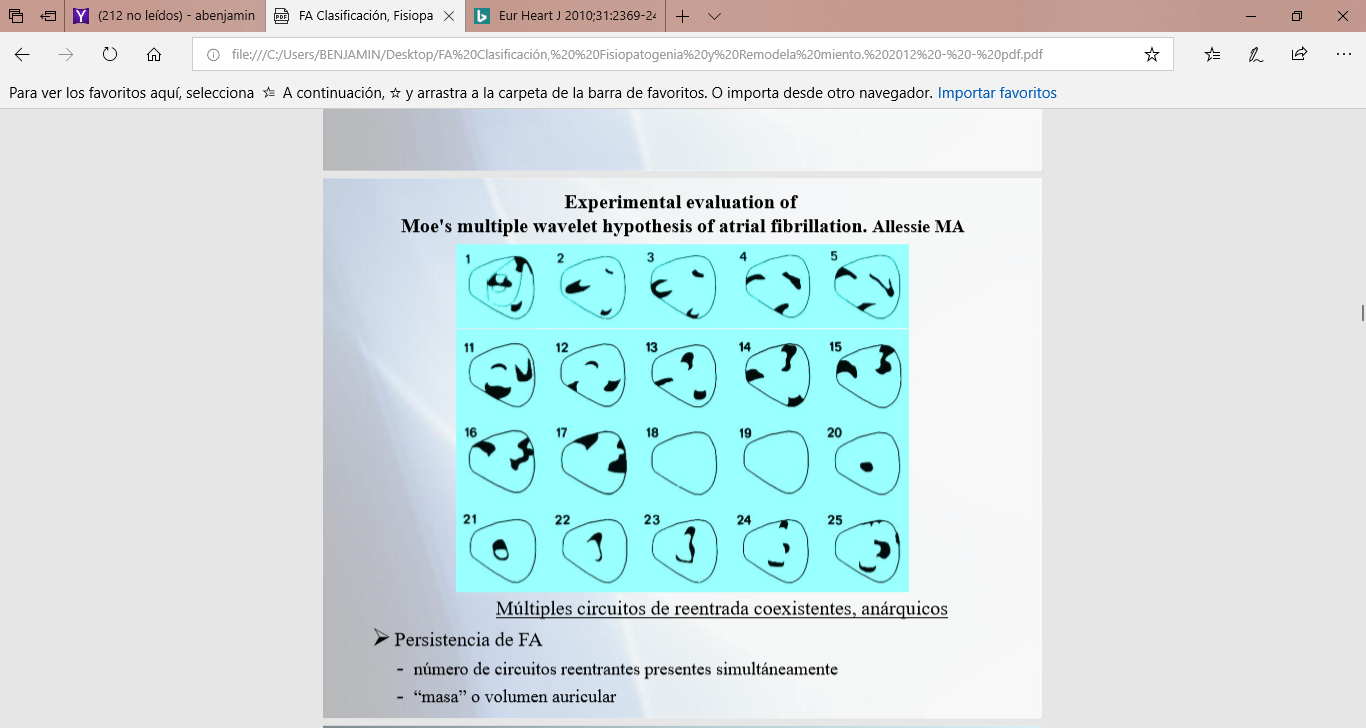 (212 no leídos) - abenjamin
FA Clasificación, Fisiopa
Eur Heart J 2010;31:2369-24
file:///C:/Users/BENJAMIN/Desktop/FA%20Clasificación,%20%20Fisiopatogenia%20y%20Remodela%20miento.%202012%20-%20-%20pdf.pdf
Para ver los favoritos aquí, selecciona A continuación, y arrastra a la carpeta de la barra de favoritos. O importa desde otro navegador. Importar favoritos
Experimental evaluation of
Moe's multiple wavelet hypothesis of atrial fibrillation. Allessie MA
1 2 3 4 5
11 12 13 14 15
16 17 18 19 20
21 22 23 24 25
Múltiples circuitos de reentrada coexistentes, anárquicos
Persistencia de FA
- número de circuitos reentrantes presentes simultáneamente
- “masa” o volumen auricular